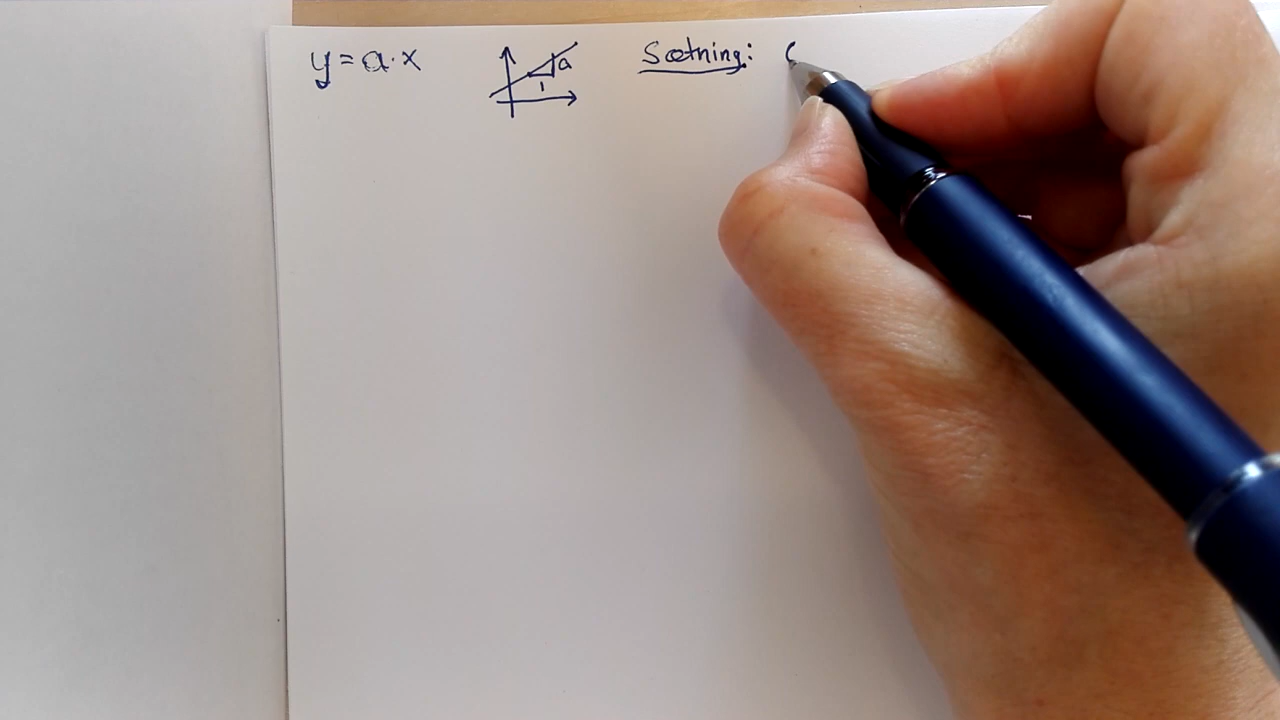 y = a · x
a
1
Sætning: